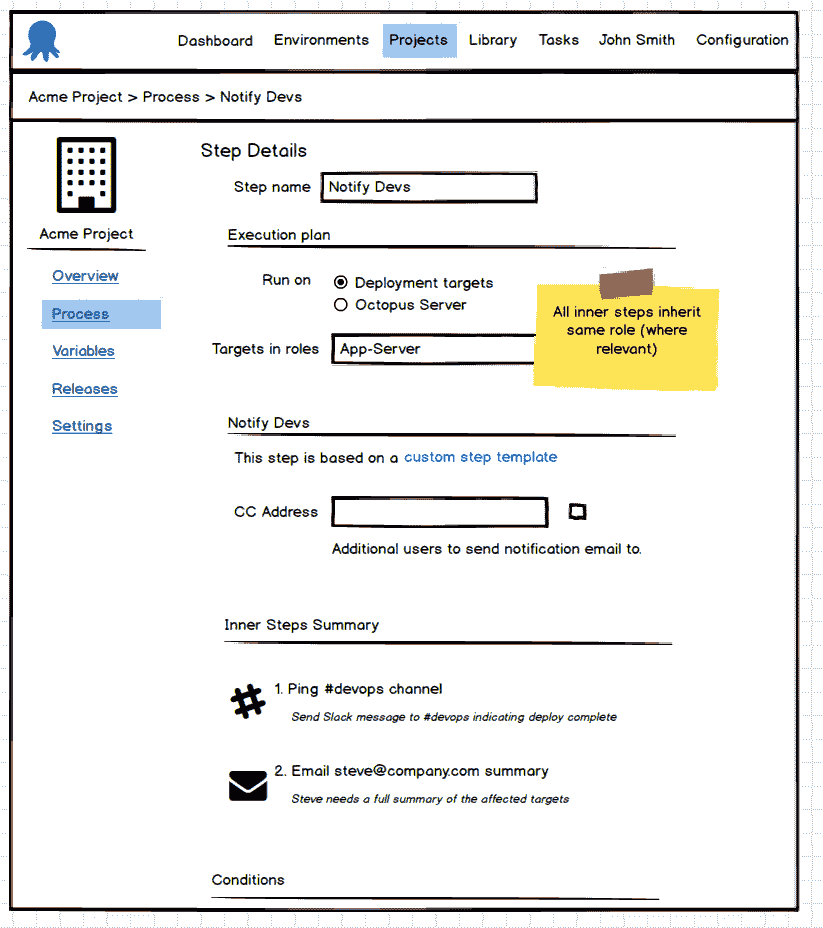 Dashboard Environments Projects Library Tasks John Smith Configuration
Acme Project > Process > Notify Devs
Acme Project
Overview
Process
Variables
Releases
Settings
Step Details
Step name Notify Devs
Execution plan
Run on Deployment targets
Octopus Server
Targets in roles App-Server
All inner steps inherit
same role (where
relevant)
Notify Devs
This step is based on a custom step template
CC Address
Additional users to send notification email to.
Inner Steps Summary
1. Ping #devops channel
Send Slack message to #devops indicating deploy complete
2. Email steve@company.com summary
Steve needs a full summary of the affected targets
Conditions